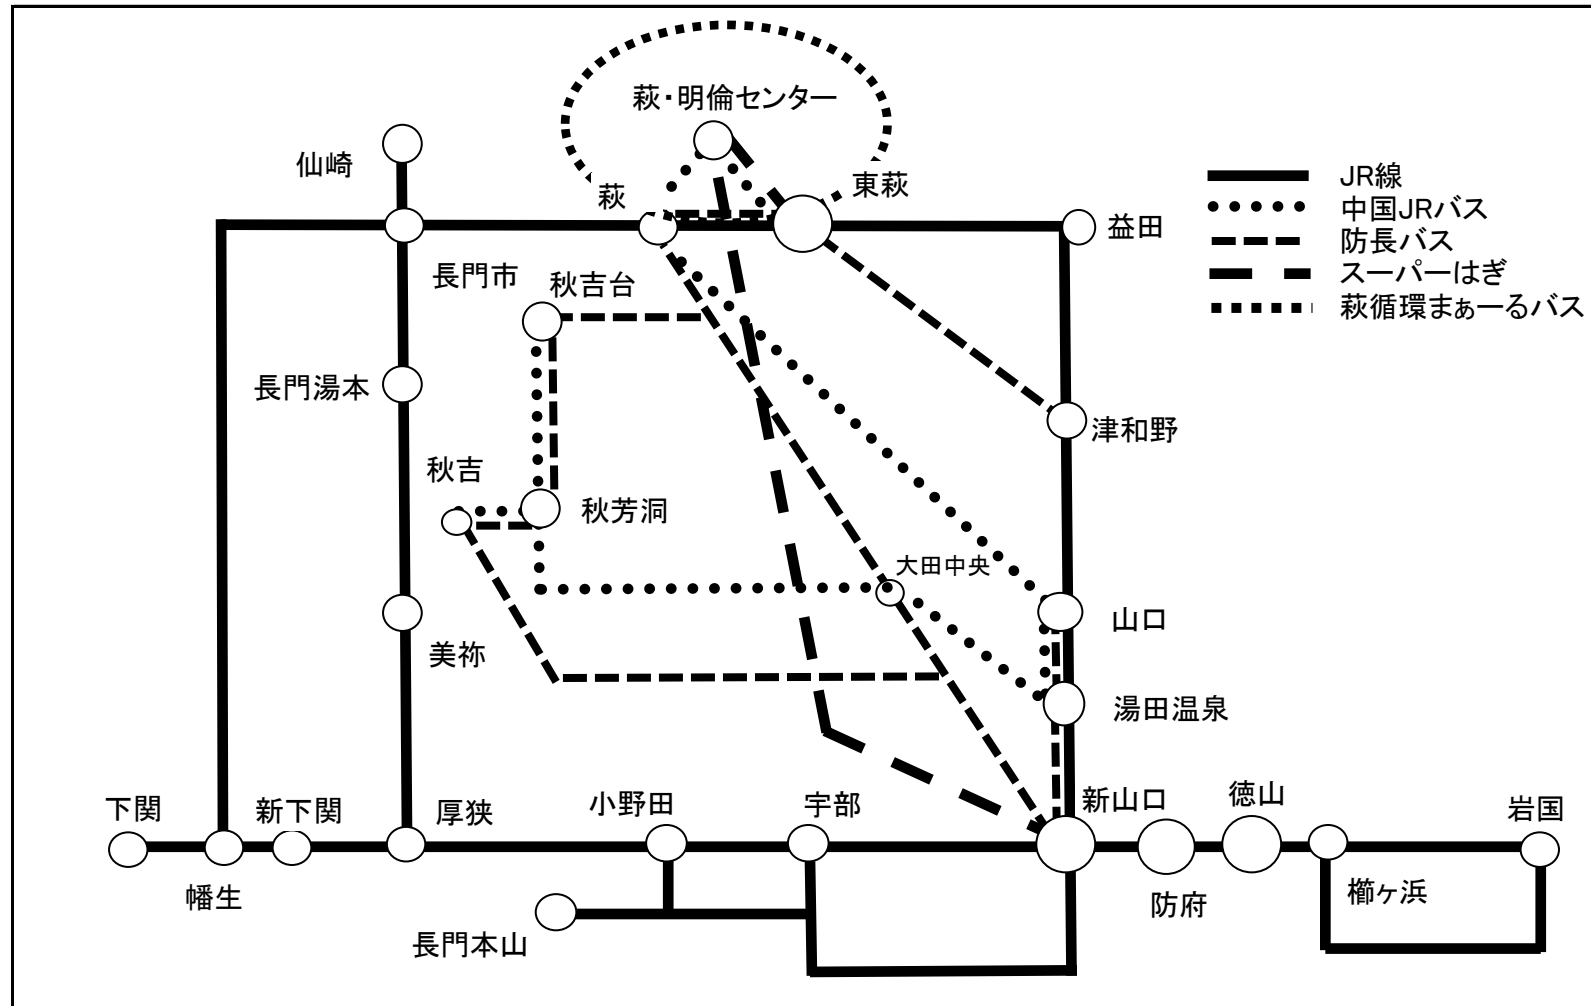 萩・明倫センター
仙崎
萩
東萩
JR線
中国JRバス
防長バス
スーパーはぎ
萩循環まぁーるバス
益田
長門市
秋吉台
長門湯本
津和野
秋吉
秋芳洞
大田中央
山口
美祢
湯田温泉
下関
新下関
厚狭
小野田
宇部
新山口
徳山
岩国
幡生
防府
櫛ヶ浜
長門本山